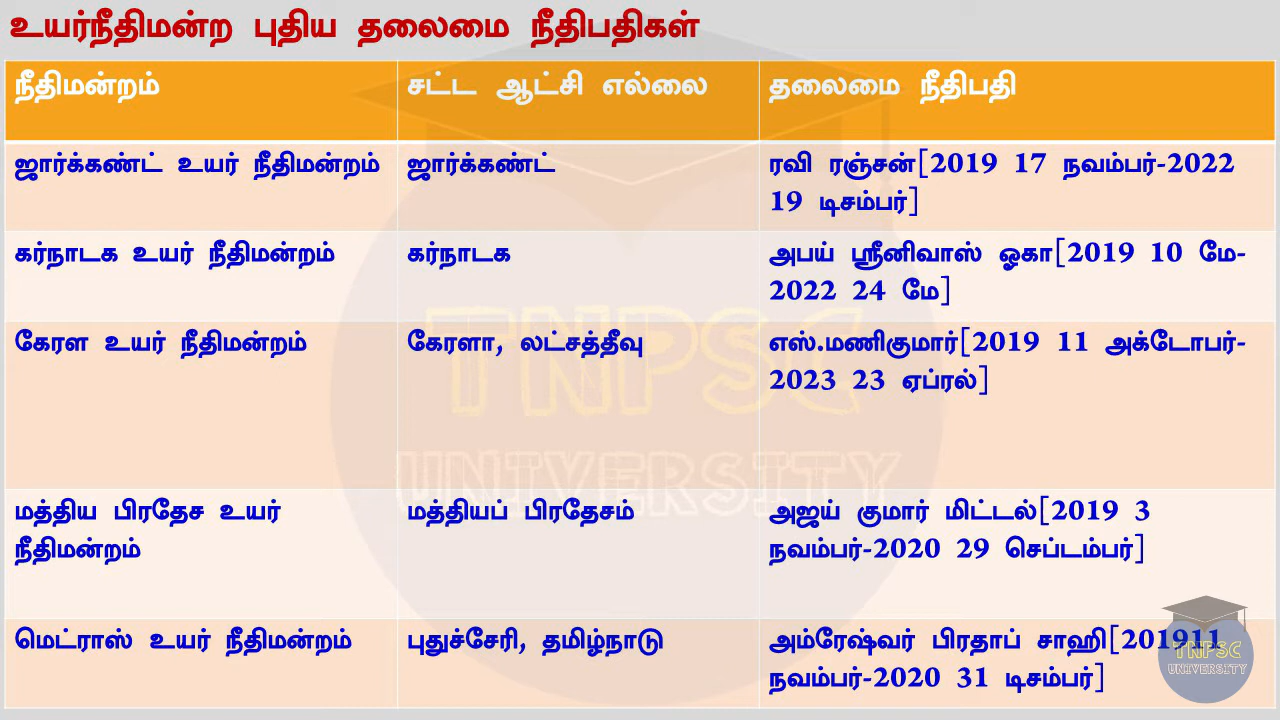 உயர்நீதிமன்ற புதிய தலைமை நீதிபதிகள்
நீதிமன்றம்
சட்ட ஆட்சி எல்லை
தலைமை நீதிபதி
ஜார்க்கண்ட் உயர் நீதிமன்றம்
ஜார்க்கண்ட்
ரவி ரஞ்சன்[2019 17 நவம்பர்-2022
19 டிசம்பர்]
கர்நாடக உயர் நீதிமன்றம்
கர்நாடக
அபய் ஸ்ரீனிவாஸ் ஓகா[2019 10 மே-
2022 24 மே]
கேரள உயர் நீதிமன்றம்
கேரளா, லட்சத்தீவு
எஸ்.மணிகுமார்[2019 11 அக்டோபர்-
2023 23 ஏப்ரல்]
மத்திய பிரதேச உயர்
நீதிமன்றம்
மத்தியப் பிரதேசம்
அஜய் குமார் மிட்டல்[2019 3
நவம்பர்-2020 29 செப்டம்பர்]
மெட்ராஸ் உயர் நீதிமன்றம்
புதுச்சேரி, தமிழ்நாடு
அம்ரேஷ்வர் பிரதாப் சாஹி[201911
நவம்பர்-2020 31 டிசம்பர்]
TNPSC
UNIVERSITY
TNPSC
UNIVERSITY